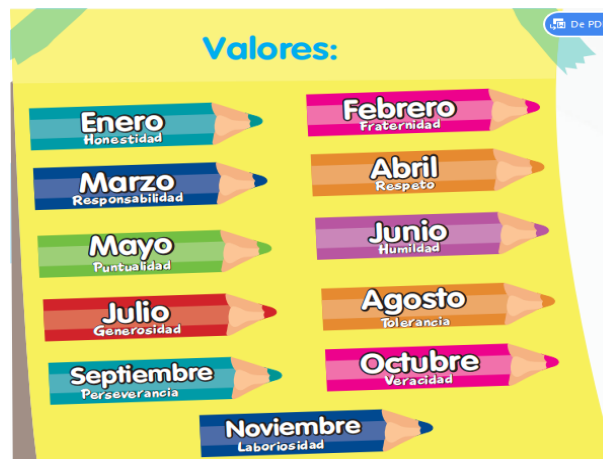 De PD
Valores:
Enero
Honestidad
Febrero
Fraternidad
Marzo
Responsabilidad
Abril
Respeto
Mayo
Puntualidad
Junio
Humildad
Julio
Generosidad
Agosto
Tolerancia
Septiembre
Perseverancia
Octubre
Veracidad
Noviembre
Laboriosidad